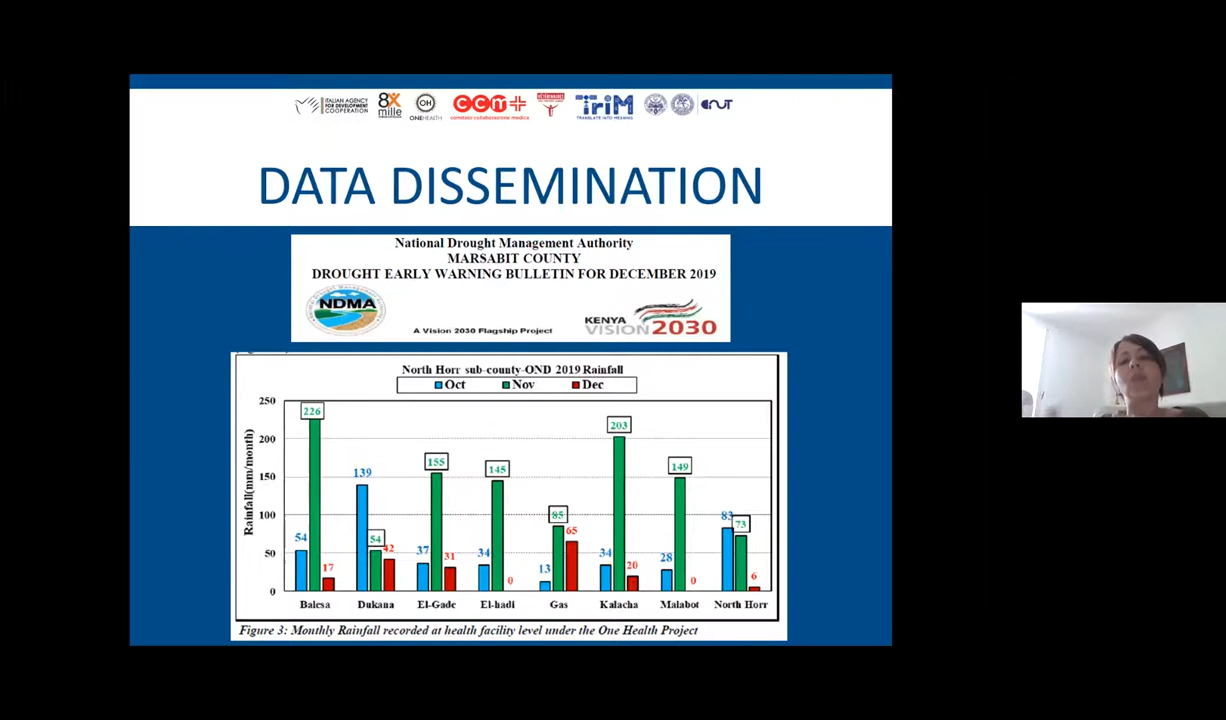 ITALIAN AGENCY
FOR DEVELOPMENT
COOPERATION
8X
mille
OH
ONEHEALTH
CCM
comitato collaborazione medica
TriM
TRANSLATE INTO MEANING
DATA DISSEMINATION
National Drought Management Authority
MARSABIT COUNTY
DROUGHT EARLY WARNING BULLETIN FOR DECEMBER 2019
NDMA
A Vision 2030 Flagship Project
KENYA
VISION 2030
North Horr sub-county-OND 2019 Rainfall
Oct Nov Dec
Rainfall(mm/month)
250
200
150
100
50
0
54 226 17
139 54 42
37 155 31
34 145 0
13 85 65
34 203 20
28 149 0
83 73 6
Balesa Dukana El-Gade El-hadi Gas Kalacha Malabot North Horr
Figure 3: Monthly Rainfall recorded at health facility level under the One Health Project